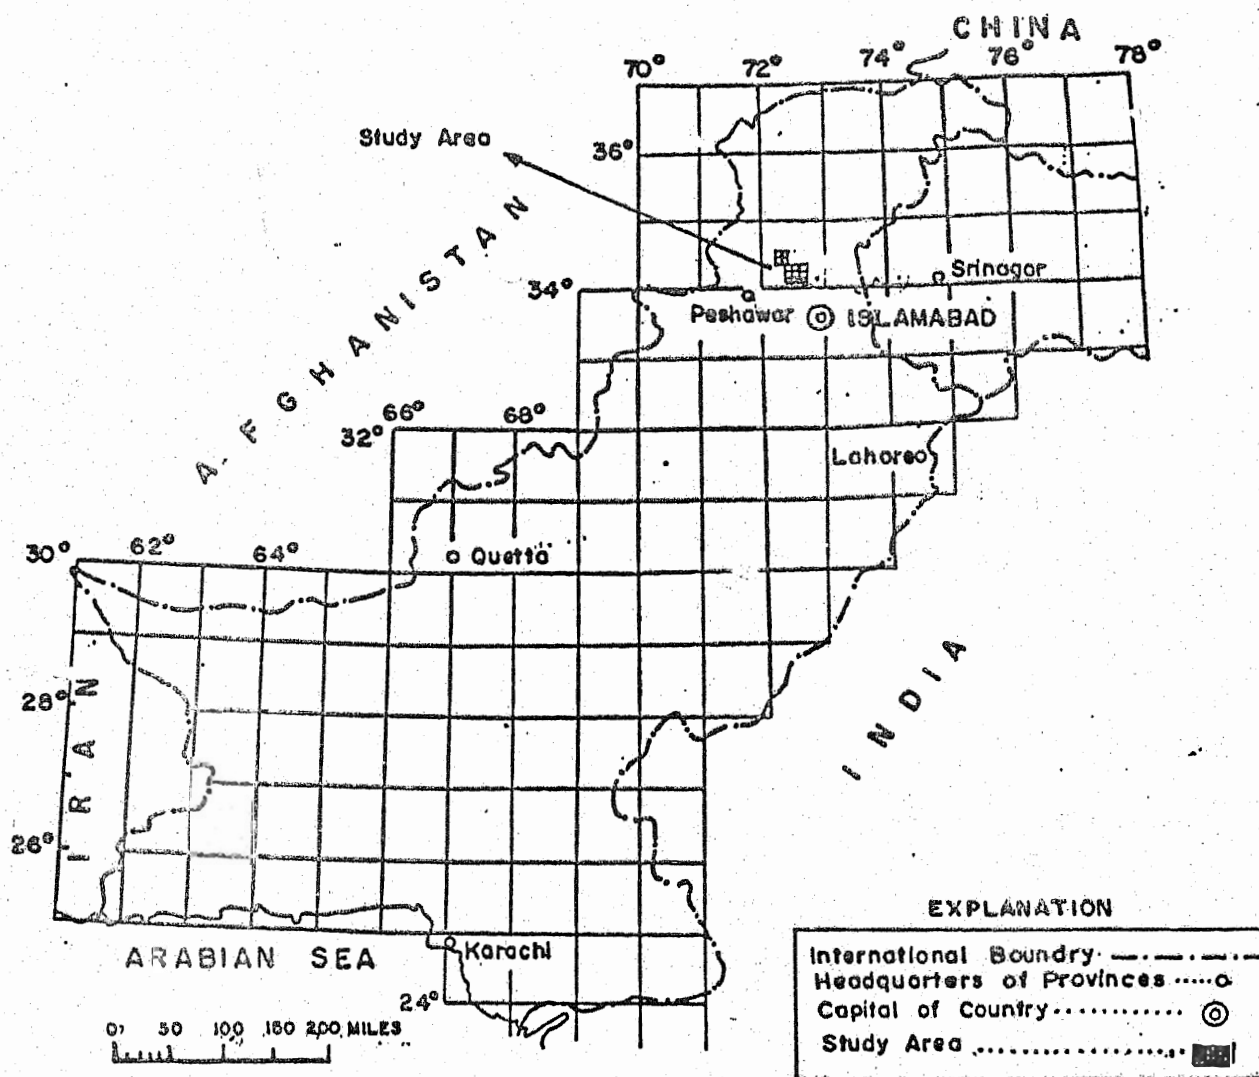 CHINA
70° 72° 74° 76° 78°
Study Area
36°
AFGHANISTAN
Srinagar
34°
Peshawar ISLAMABAD
66° 68°
32°
Lahore
30° 62° 64°
Quetta
28°
IRAN
INDIA
26°
ARABIAN SEA
Karachi
24°
0 50 100 150 200 MILES
EXPLANATION
International Boundry
Headquarters of Provinces
Capital of Country
Study Area